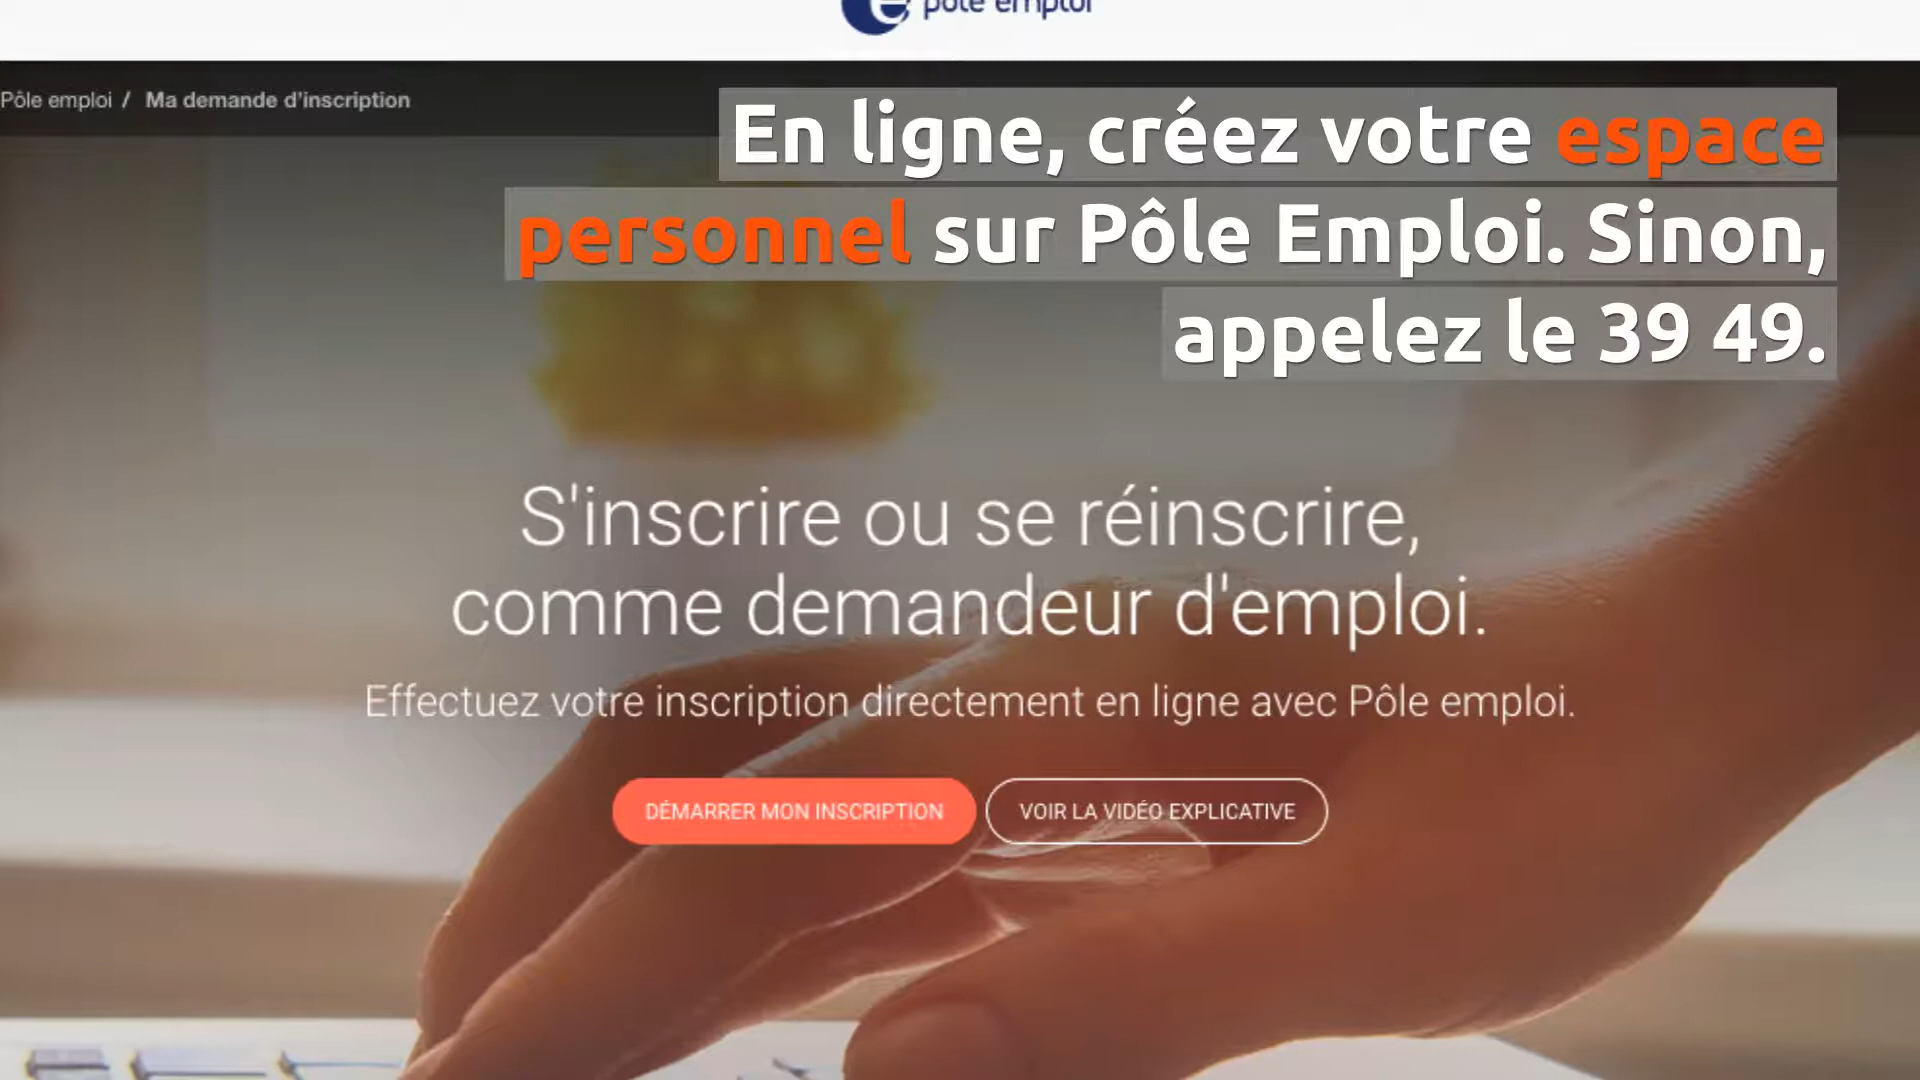 pôle emploi
Pôle emploi / Ma demande d'inscription
En ligne, créez votre espace
personnel sur Pôle Emploi. Sinon,
appelez le 39 49.
S'inscrire ou se réinscrire,
comme demandeur d'emploi.
Effectuez votre inscription directement en ligne avec Pôle emploi.
DÉMARRER MON INSCRIPTION
VOIR LA VIDÉO EXPLICATIVE